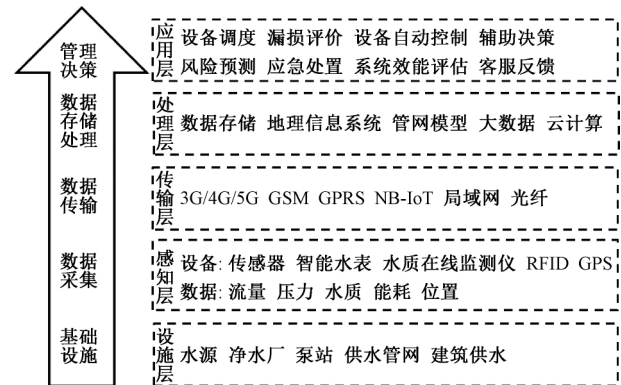 管理
决策
应用层
设备调度 漏损评价 设备自动控制 辅助决策
风险预测 应急处置 系统效能评估 客服反馈
数据
存储
处理
处理层
数据存储 地理信息系统 管网模型 大数据 云计算
数据
传输
传输层
3G/4G/5G GSM GPRS NB-IoT 局域网 光纤
数据
采集
感知层
设备: 传感器 智能水表 水质在线监测仪 RFID GPS
数据: 流量 压力 水质 能耗 位置
基础
设施
设施层
水源 净水厂 泵站 供水管网 建筑供水